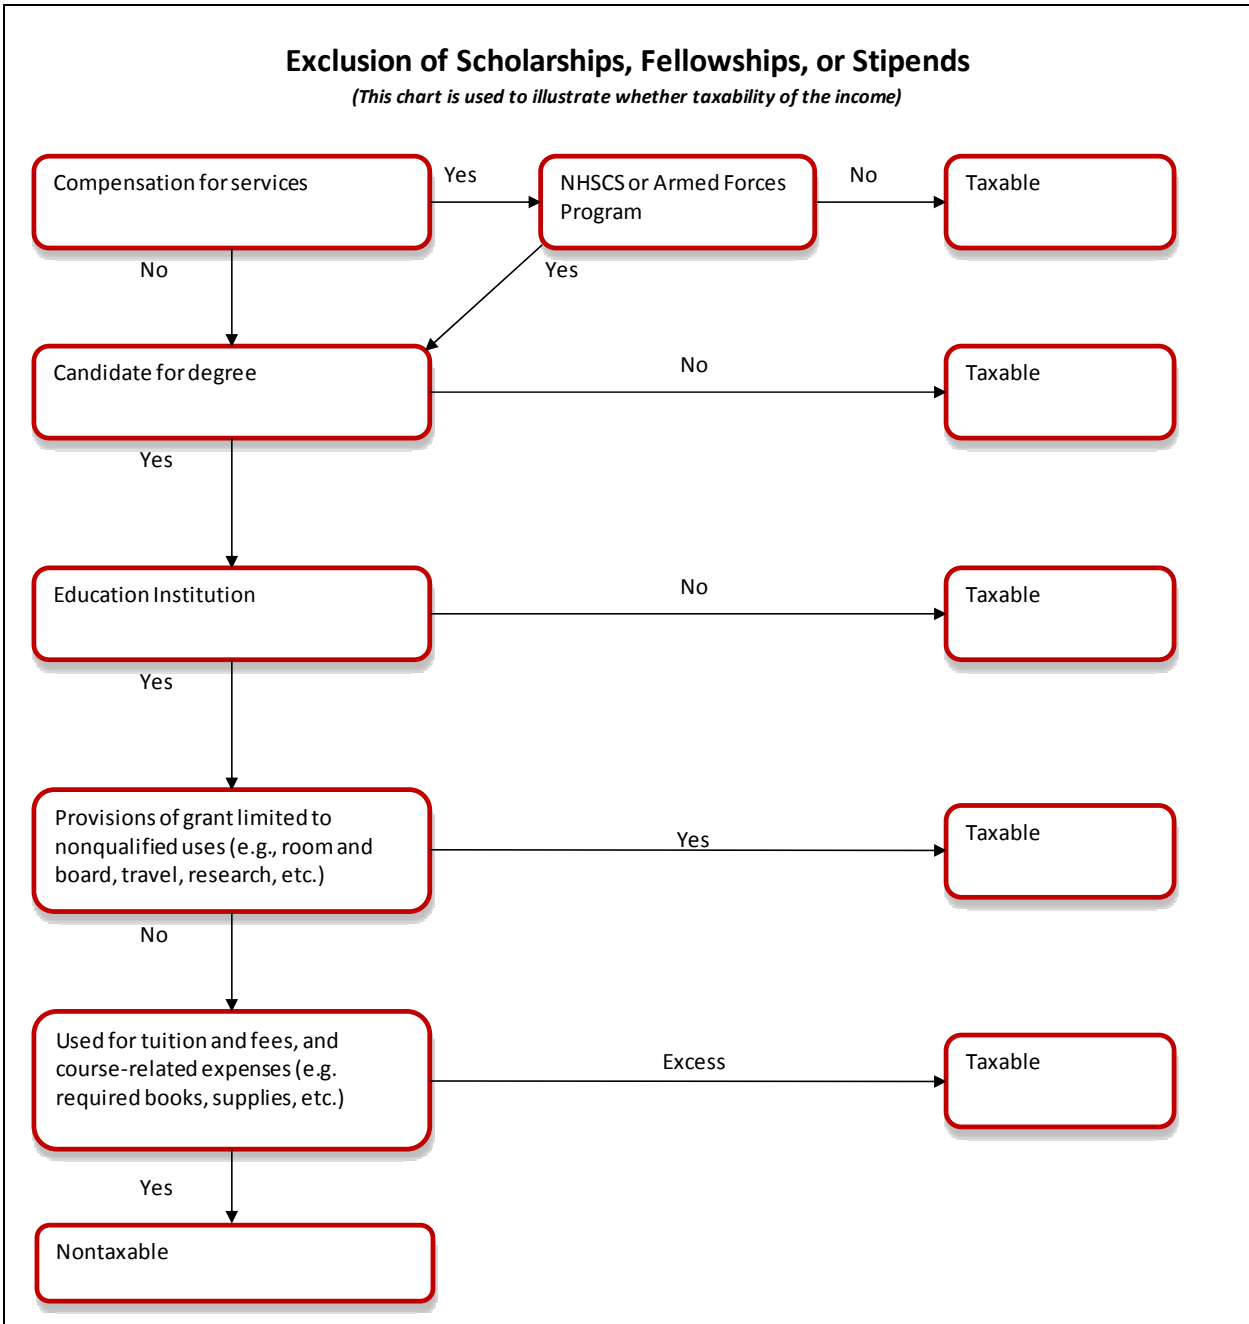 Exclusion of Scholarships, Fellowships, or Stipends
(This chart is used to illustrate whether taxability of the income)
Compensation for services
Yes
NHSCS or Armed Forces
Program
No
Taxable
No
Yes
Candidate for degree
No
Taxable
Yes
Education Institution
No
Taxable
Yes
Provisions of grant limited to
nonqualified uses (e.g., room and
board, travel, research, etc.)
Yes
Taxable
No
Used for tuition and fees, and
course-related expenses (e.g.
required books, supplies, etc.)
Excess
Taxable
Yes
Nontaxable